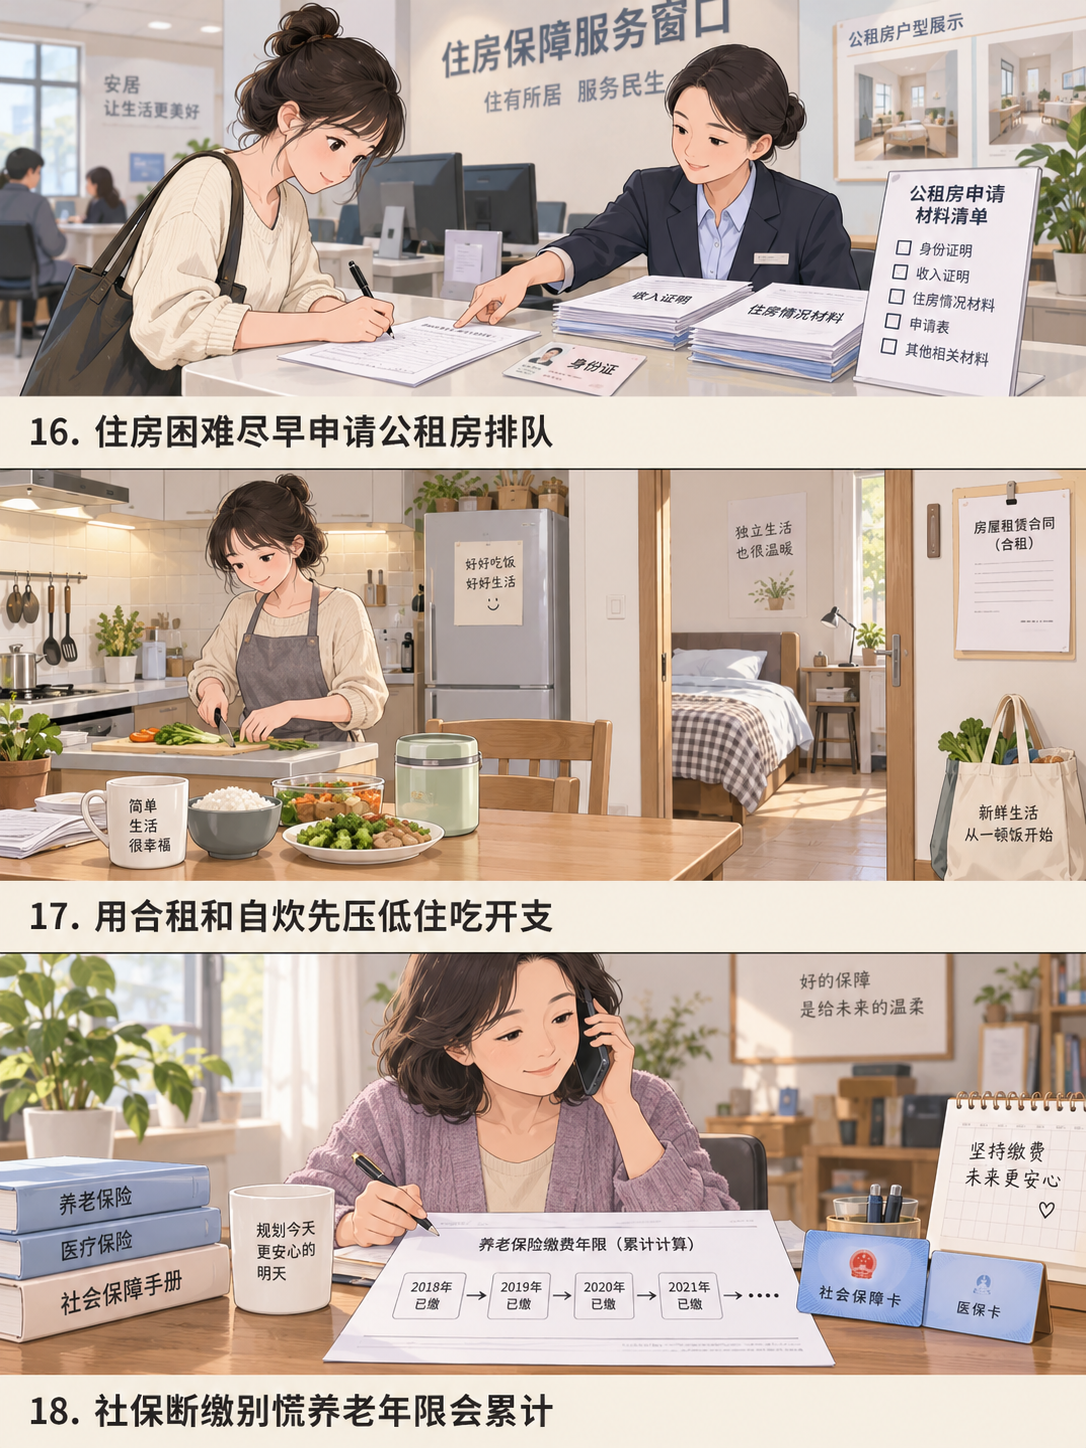 住房保障服务窗口
住有所居 服务民生
安居
让生活更美好
公租房户型展示
公租房申请
材料清单
身份证明
收入证明
住房情况材料
申请表
其他相关材料
收入证明
住房情况材料
身份证
16. 住房困难尽早申请公租房排队
好好吃饭
好好生活
独立生活
也很温暖
房屋租赁合同
（合租）
简单
生活
很幸福
新鲜生活
从一顿饭开始
17. 用合租和自炊先压低住吃开支
好的保障
是给未来的温柔
坚持缴费
未来更安心
养老保险
医疗保险
社会保障手册
规划今天
更安心的
明天
养老保险缴费年限（累计计算）
2018年
已缴
2019年
已缴
2020年
已缴
2021年
已缴
····
社会保障卡
医保卡
18. 社保断缴别慌养老年限会累计